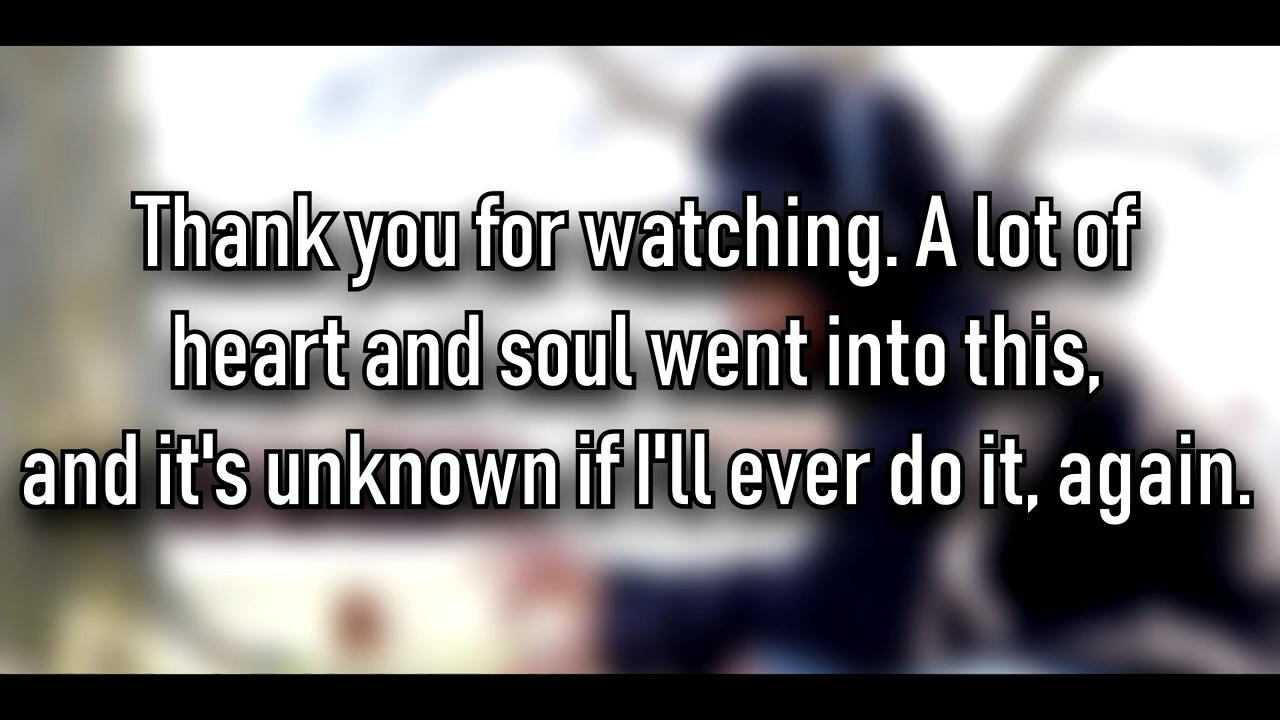 Thank you for watching. A lot of
heart and soul went into this,
and it's unknown if I'll ever do it, again.